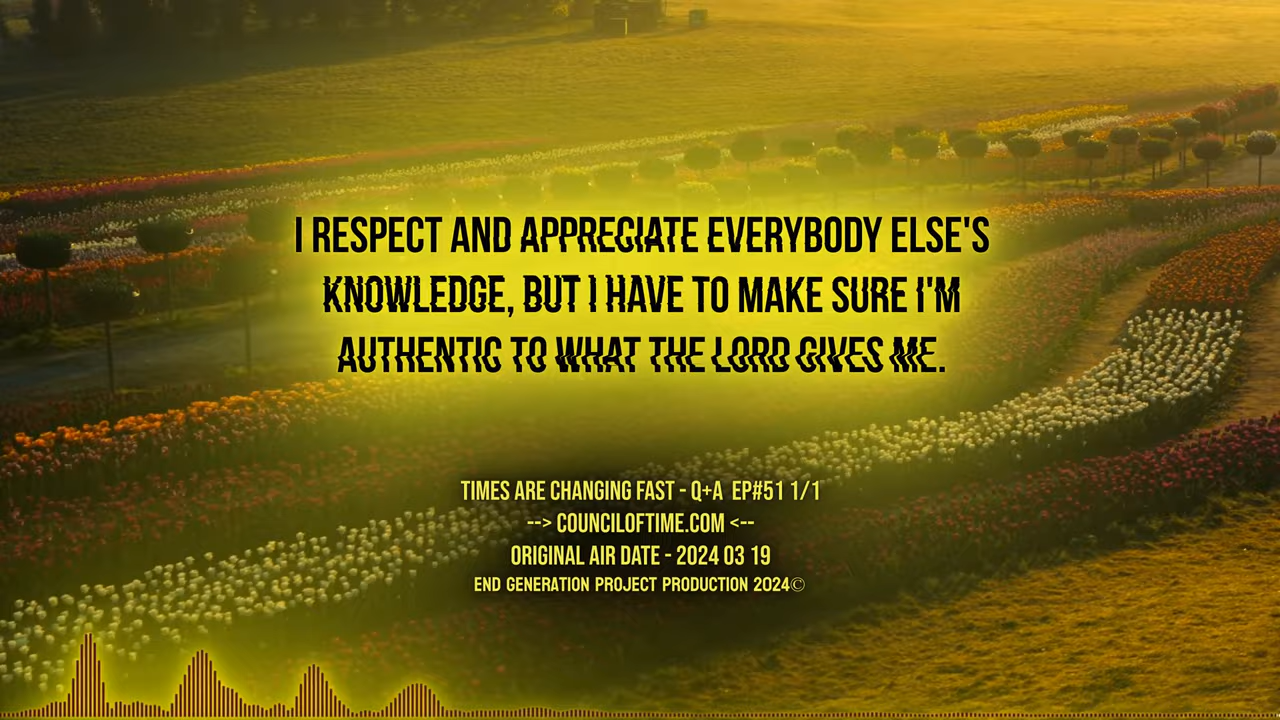 I RESPECT AND APPRECIATE EVERYBODY ELSE'S
KNOWLEDGE, BUT I HAVE TO MAKE SURE I'M
AUTHENTIC TO WHAT THE LORD GIVES ME.
TIMES ARE CHANGING FAST - Q+A EP#51 1/1
--> COUNCILOFTIME.COM <--
ORIGINAL AIR DATE - 2024 03 19
END GENERATION PROJECT PRODUCTION 2024©